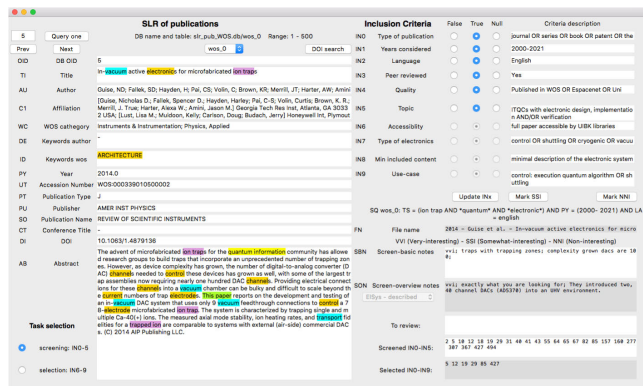 SLR of publications
5 Query one DB name and table: slr_pub_WOS.db/wos_0 Range: 1 - 500
Prev Next wos_0 DOI search
OID DB OID 5
TI Title In-vacuum active electronics for microfabricated ion traps
AU Author Guise, ND; Fallek, SD; Hayden, H; Pai, CS; Volin, C; Brown, KR; Merrill, JT; Harter, AW; Amini
C1 Affiliation [Guise, Nicholas D.; Fallek, Spencer D.; Hayden, Harley; Pai, C-S; Volin, Curtis; Brown, K. R.;
Merrill, J. True; Harter, Alexa W.; Amini, Jason M.] Georgia Tech Res Inst, Atlanta, GA 3033
2 USA; [Lust, Lisa M.; Muldoon, Kelly; Carlson, Doug; Budach, Jerry] Honeywell Int, Plymout
WC WOS cathegory Instruments & Instrumentation; Physics, Applied
DE Keywords author -
ID Keywords wos ARCHITECTURE
PY Year 2014.0
UT Accession Number WOS:000339010500002
PT Publication Type J
PU Publisher AMER INST PHYSICS
SO Publication Name REVIEW OF SCIENTIFIC INSTRUMENTS
CT Conference Title -
DI DOI 10.1063/1.4879136
AB Abstract The advent of microfabricated ion traps for the quantum information community has allowe
d research groups to build traps that incorporate an unprecedented number of trapping zon
es. However, as device complexity has grown, the number of digital-to-analog converter (D
AC) channels needed to control these devices has grown as well, with some of the largest tr
ap assemblies now requiring nearly one hundred DAC channels. Providing electrical connect
ions for these channels into a vacuum chamber can be bulky and difficult to scale beyond th
e current numbers of trap electrodes. This paper reports on the development and testing of
an in-vacuum DAC system that uses only 9 vacuum feedthrough connections to control a 7
8-electrode microfabricated ion trap. The system is characterized by trapping single and m
ultiple Ca-40(+) ions. The measured axial mode stability, ion heating rates, and transport fid
elities for a trapped ion are comparable to systems with external (air-side) commercial DAC
s. (C) 2014 AIP Publishing LLC.
Task selection
screening: IN0-5
selection: IN6-9
Inclusion Criteria False True Null Criteria description
IN0 Type of publication journal OR series OR book OR patent OR the
IN1 Years considered 2000-2021
IN2 Language English
IN3 Peer reviewed Yes
IN4 Quality Published in WOS OR Espacenet OR Uni
IN5 Topic ITQCs with electronic design, implementatio
n AND/OR verification
IN6 Accessiblity full paper accessible by UIBK libraries
IN7 Type of electronics control OR shuttling OR cryogenic OR vacuu
IN8 Min included content minimal description of the electronic system
IN9 Use-case control: execution quantum algorithm OR sh
uttling
Update INx Mark SSI Mark NNI
SQ wos_0: TS = (ion trap AND *quantum* AND *electronic*) AND PY = (2000- 2021) AND LA
= english
FN File name 2014 - Guise et al. - In-vacuum active electronics for micro
VVI (Very-interesting) - SSI (Somewhat-interesting) - NNI (Non-interesting)
SBN Screen-basic notes vvi; traps with trapping zones; complexity grown dacs are 10
0;
SON Screen-overview notes vvi; exactly what you are looking for; They introduced two,
40 channel DACs (AD5370) into an UHV environment.
ElSys - described
To review:
Screened IN0-IN5: 2 5 10 12 18 19 29 31 40 41 43 55 64 65 67 82 85 157 160 277
307 367 427 494
Selected IN0-IN9: 5 12 19 29 85 427